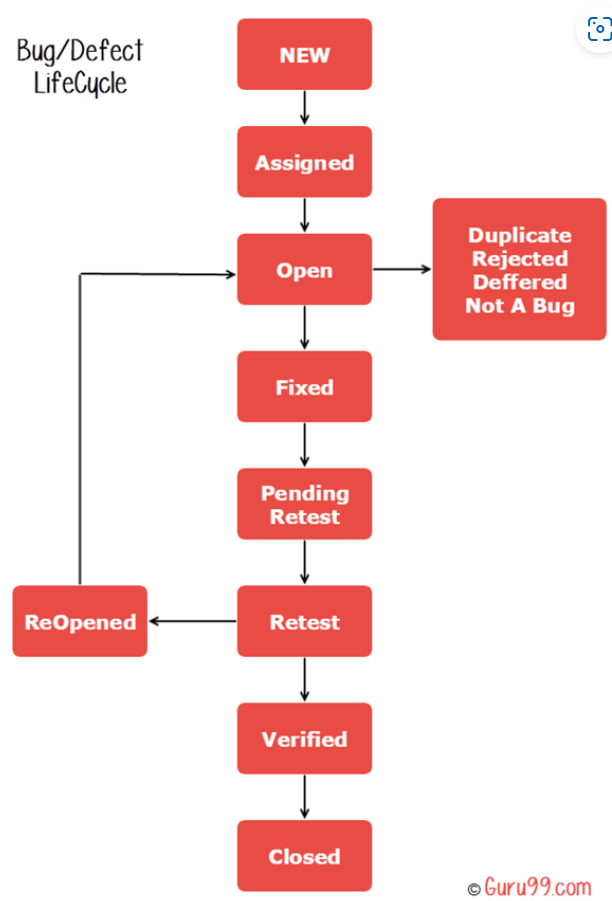 Bug/Defect
LifeCycle
NEW
Assigned
Open
Duplicate
Rejected
Deffered
Not A Bug
Fixed
Pending
Retest
ReOpened
Retest
Verified
Closed
© Guru99.com